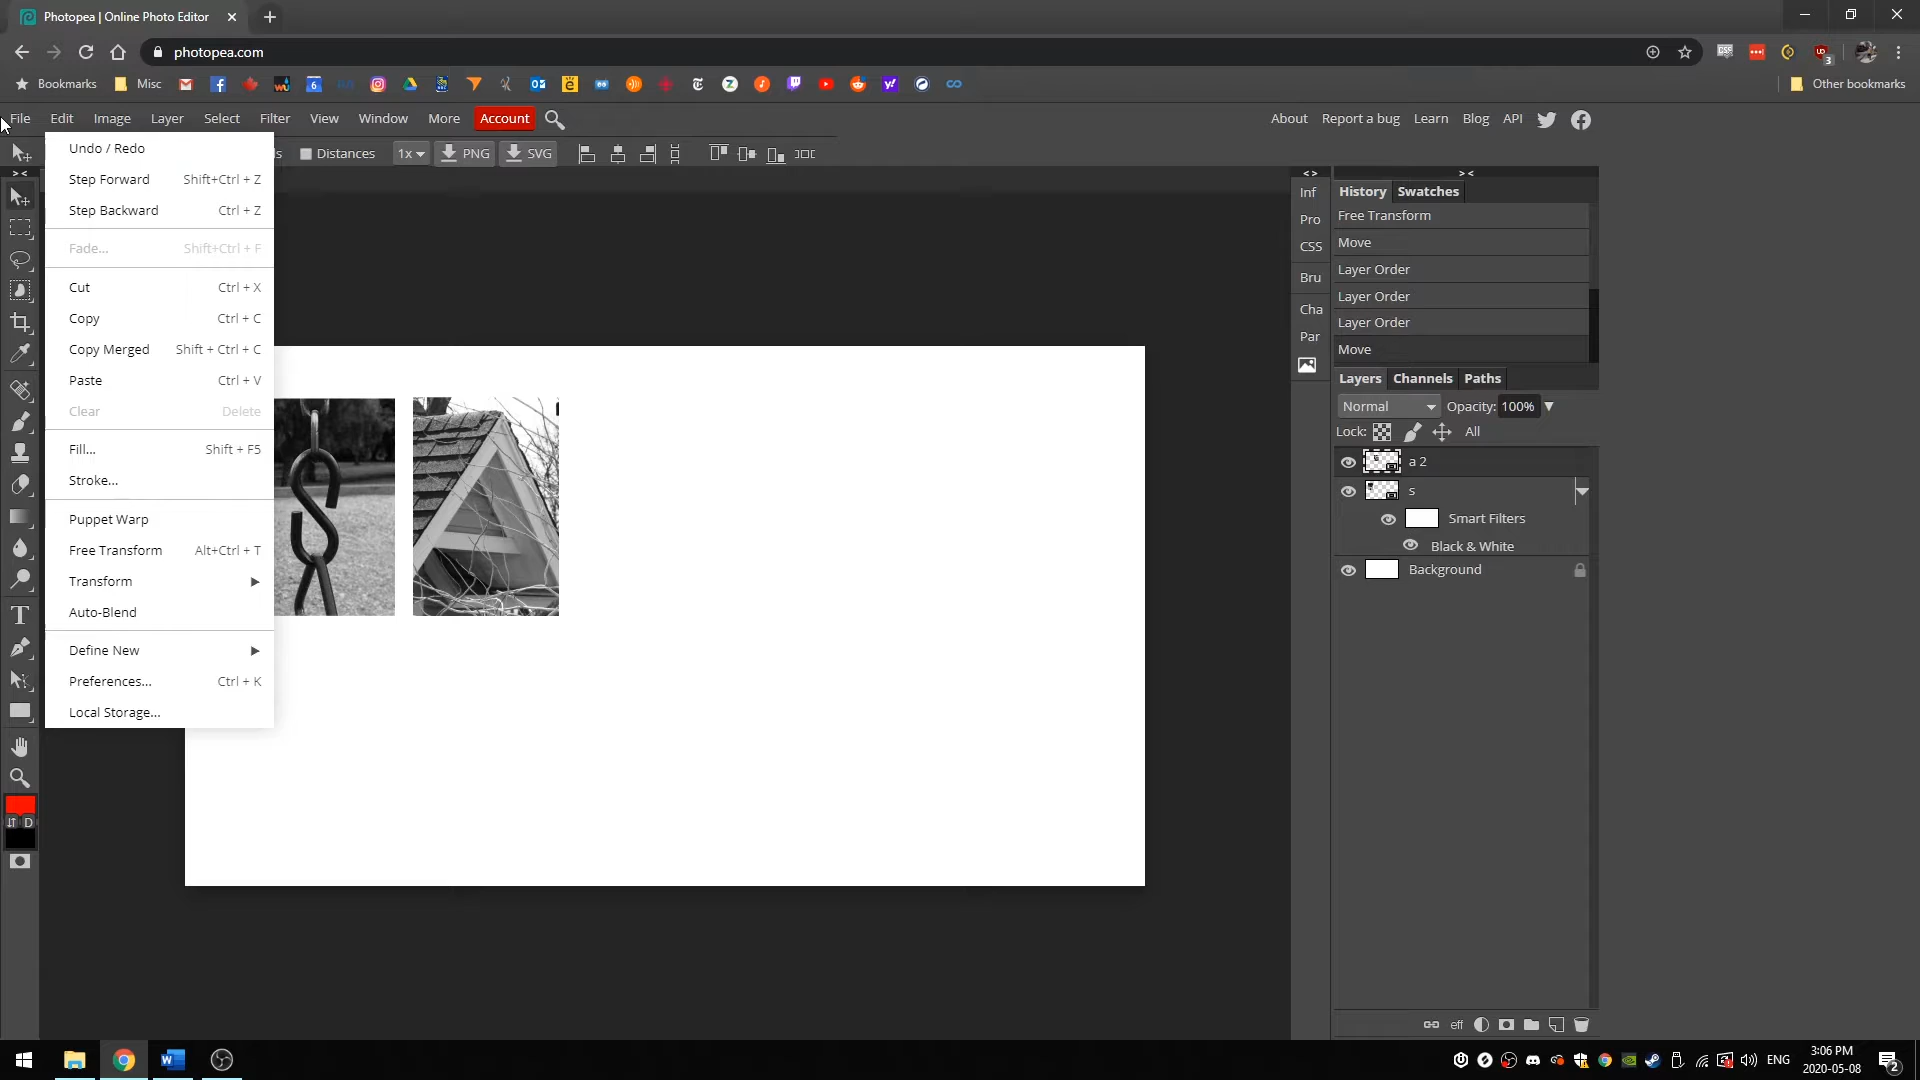 Photopea | Online Photo Editor
photopea.com
Bookmarks Misc Other bookmarks
File Edit Image Layer Select Filter View Window More Account About Report a bug Learn Blog API
Distances 1x PNG SVG
Undo / Redo
Step Forward Shift+Ctrl + Z
Step Backward Ctrl + Z
Fade... Shift+Ctrl + F
Cut Ctrl + X
Copy Ctrl + C
Copy Merged Shift + Ctrl + C
Paste Ctrl + V
Clear Delete
Fill... Shift + F5
Stroke...
Puppet Warp
Free Transform Alt+Ctrl + T
Transform
Auto-Blend
Define New
Preferences... Ctrl + K
Local Storage...
D
Inf
Pro
CSS
Bru
Cha
Par
History Swatches
Free Transform
Move
Layer Order
Layer Order
Layer Order
Move
Layers Channels Paths
Normal Opacity: 100%
Lock: All
a 2
s
Smart Filters
Black & White
Background
eff
ENG
3:06 PM
2020-05-08
2